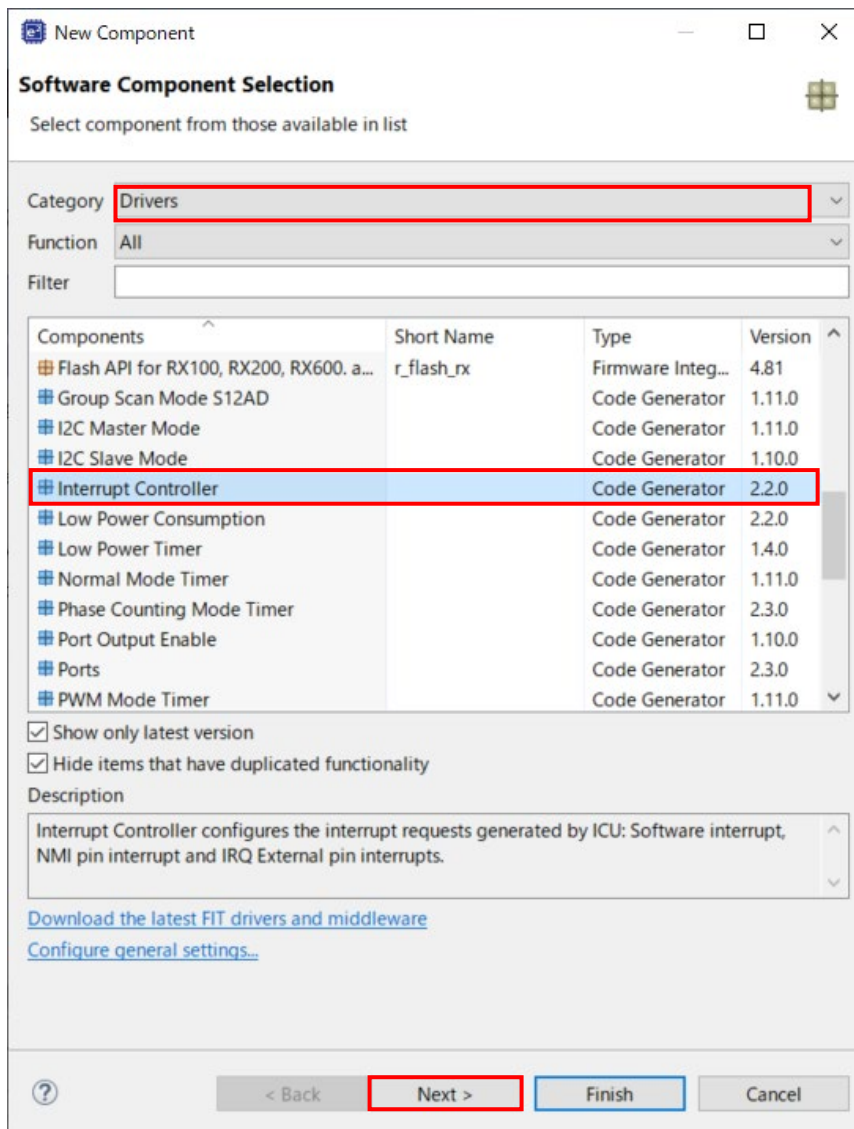 New Component
Software Component Selection
Select component from those available in list
Category Drivers
Function All
Filter
Components Short Name Type Version
Flash API for RX100, RX200, RX600. a... r_flash_rx Firmware Integ... 4.81
Group Scan Mode S12AD Code Generator 1.11.0
I2C Master Mode Code Generator 1.11.0
I2C Slave Mode Code Generator 1.10.0
Interrupt Controller Code Generator 2.2.0
Low Power Consumption Code Generator 2.2.0
Low Power Timer Code Generator 1.4.0
Normal Mode Timer Code Generator 1.11.0
Phase Counting Mode Timer Code Generator 2.3.0
Port Output Enable Code Generator 1.10.0
Ports Code Generator 2.3.0
PWM Mode Timer Code Generator 1.11.0
Show only latest version
Hide items that have duplicated functionality
Description
Interrupt Controller configures the interrupt requests generated by ICU: Software interrupt,
NMI pin interrupt and IRQ External pin interrupts.
Download the latest FIT drivers and middleware
Configure general settings...
? < Back Next > Finish Cancel